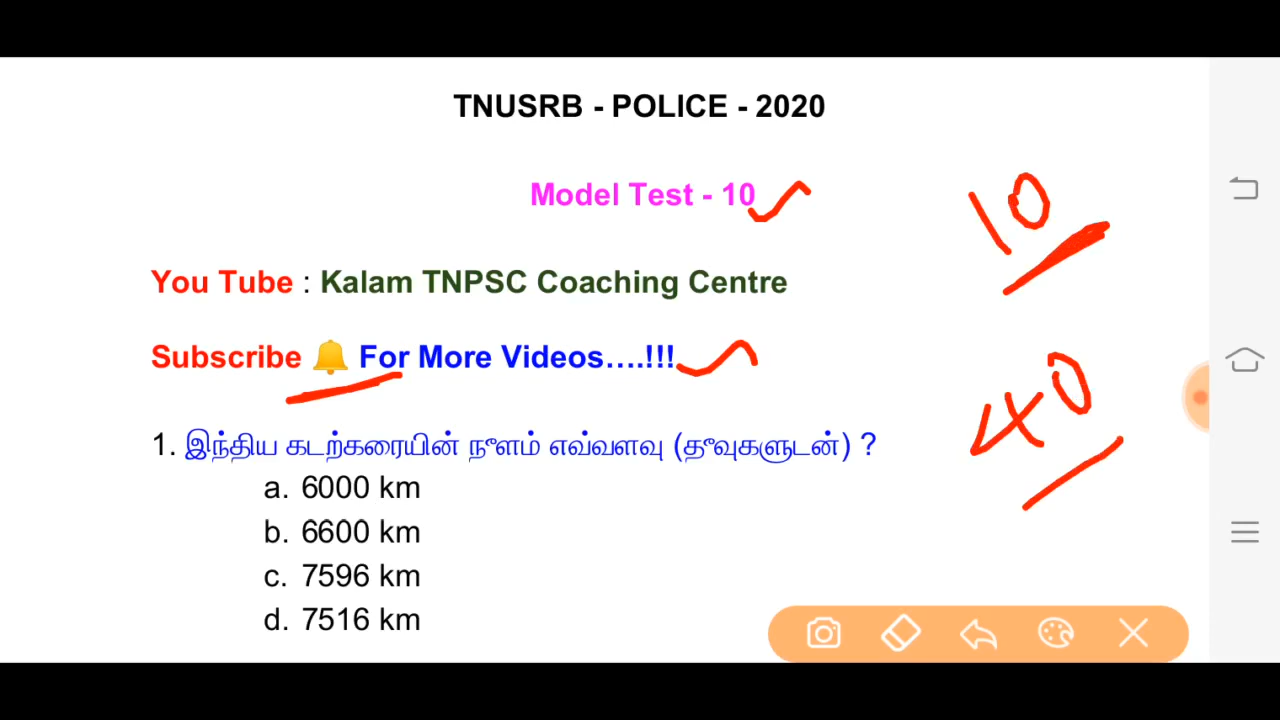 TNUSRB - POLICE - 2020
Model Test - 10
10
You Tube : Kalam TNPSC Coaching Centre
Subscribe 🔔 For More Videos....!!!
40
1. இந்திய கடற்கரையின் நீளம் எவ்வளவு (தீவுகளுடன்) ?
a. 6000 km
b. 6600 km
c. 7596 km
d. 7516 km